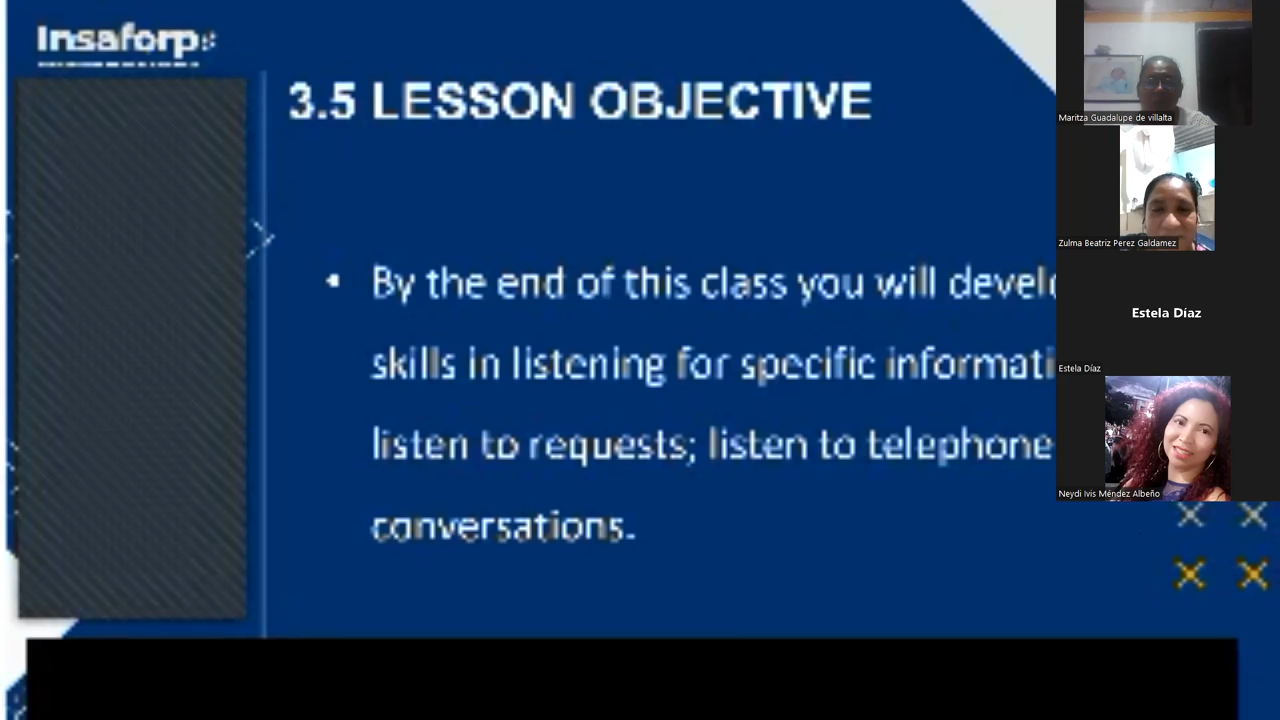 Insaforp
3.5 LESSON OBJECTIVE
• By the end of this class you will
skills in listening for specific
listen to requests; listen to telephone
conversations.
Maritza Guadalupe de villalta
Zulma Beatriz Perez Galdamez
Estela Díaz
Estela Díaz
Neydi Ivis Méndez Albeño